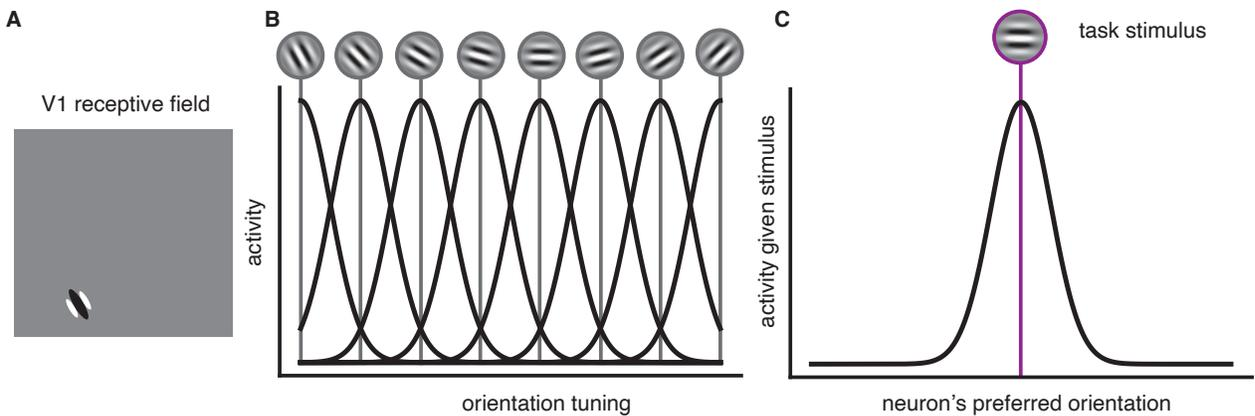 A
V1 receptive field
B
activity
orientation tuning
C
task stimulus
activity given stimulus
neuron's preferred orientation